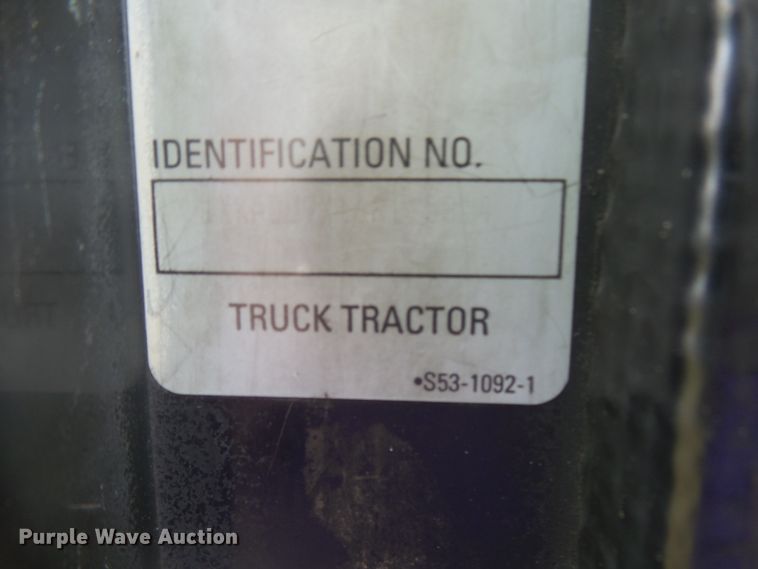 IDENTIFICATION NO.
TRUCK TRACTOR
•S53-1092-1
Purple Wave Auction